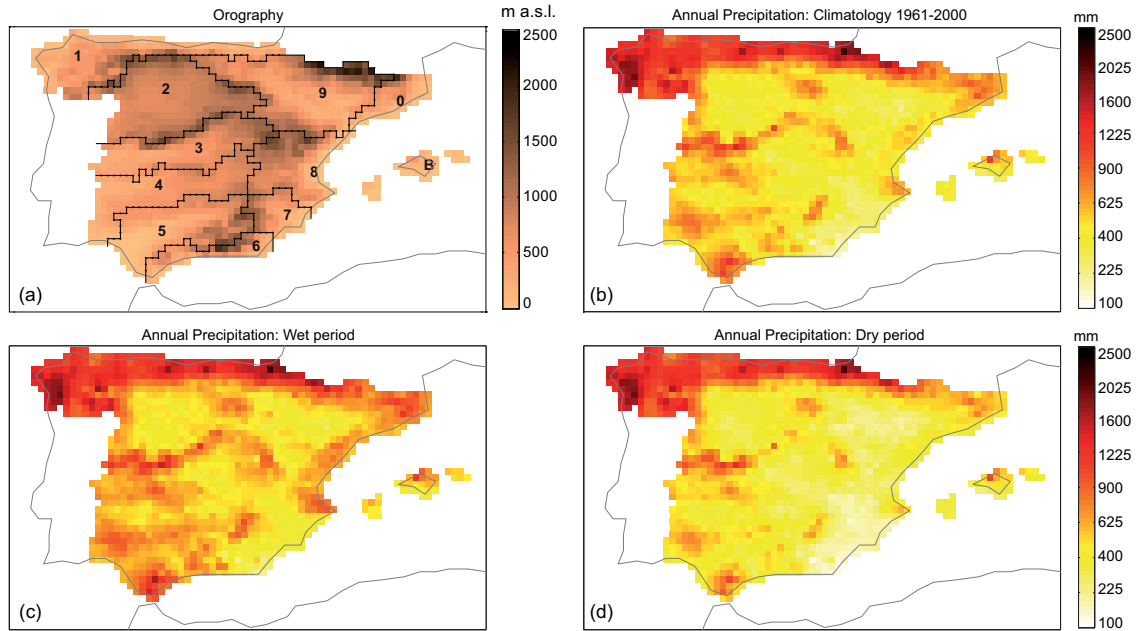 Orography
m a.s.l.
2500
2000
1500
1000
500
0
1
2
3
4
5
6
7
8
9
0
B
(a)
Annual Precipitation: Climatology 1961-2000
mm
2500
2025
1600
1225
900
625
400
225
100
(b)
Annual Precipitation: Wet period
(c)
Annual Precipitation: Dry period
mm
2500
2025
1600
1225
900
625
400
225
100
(d)